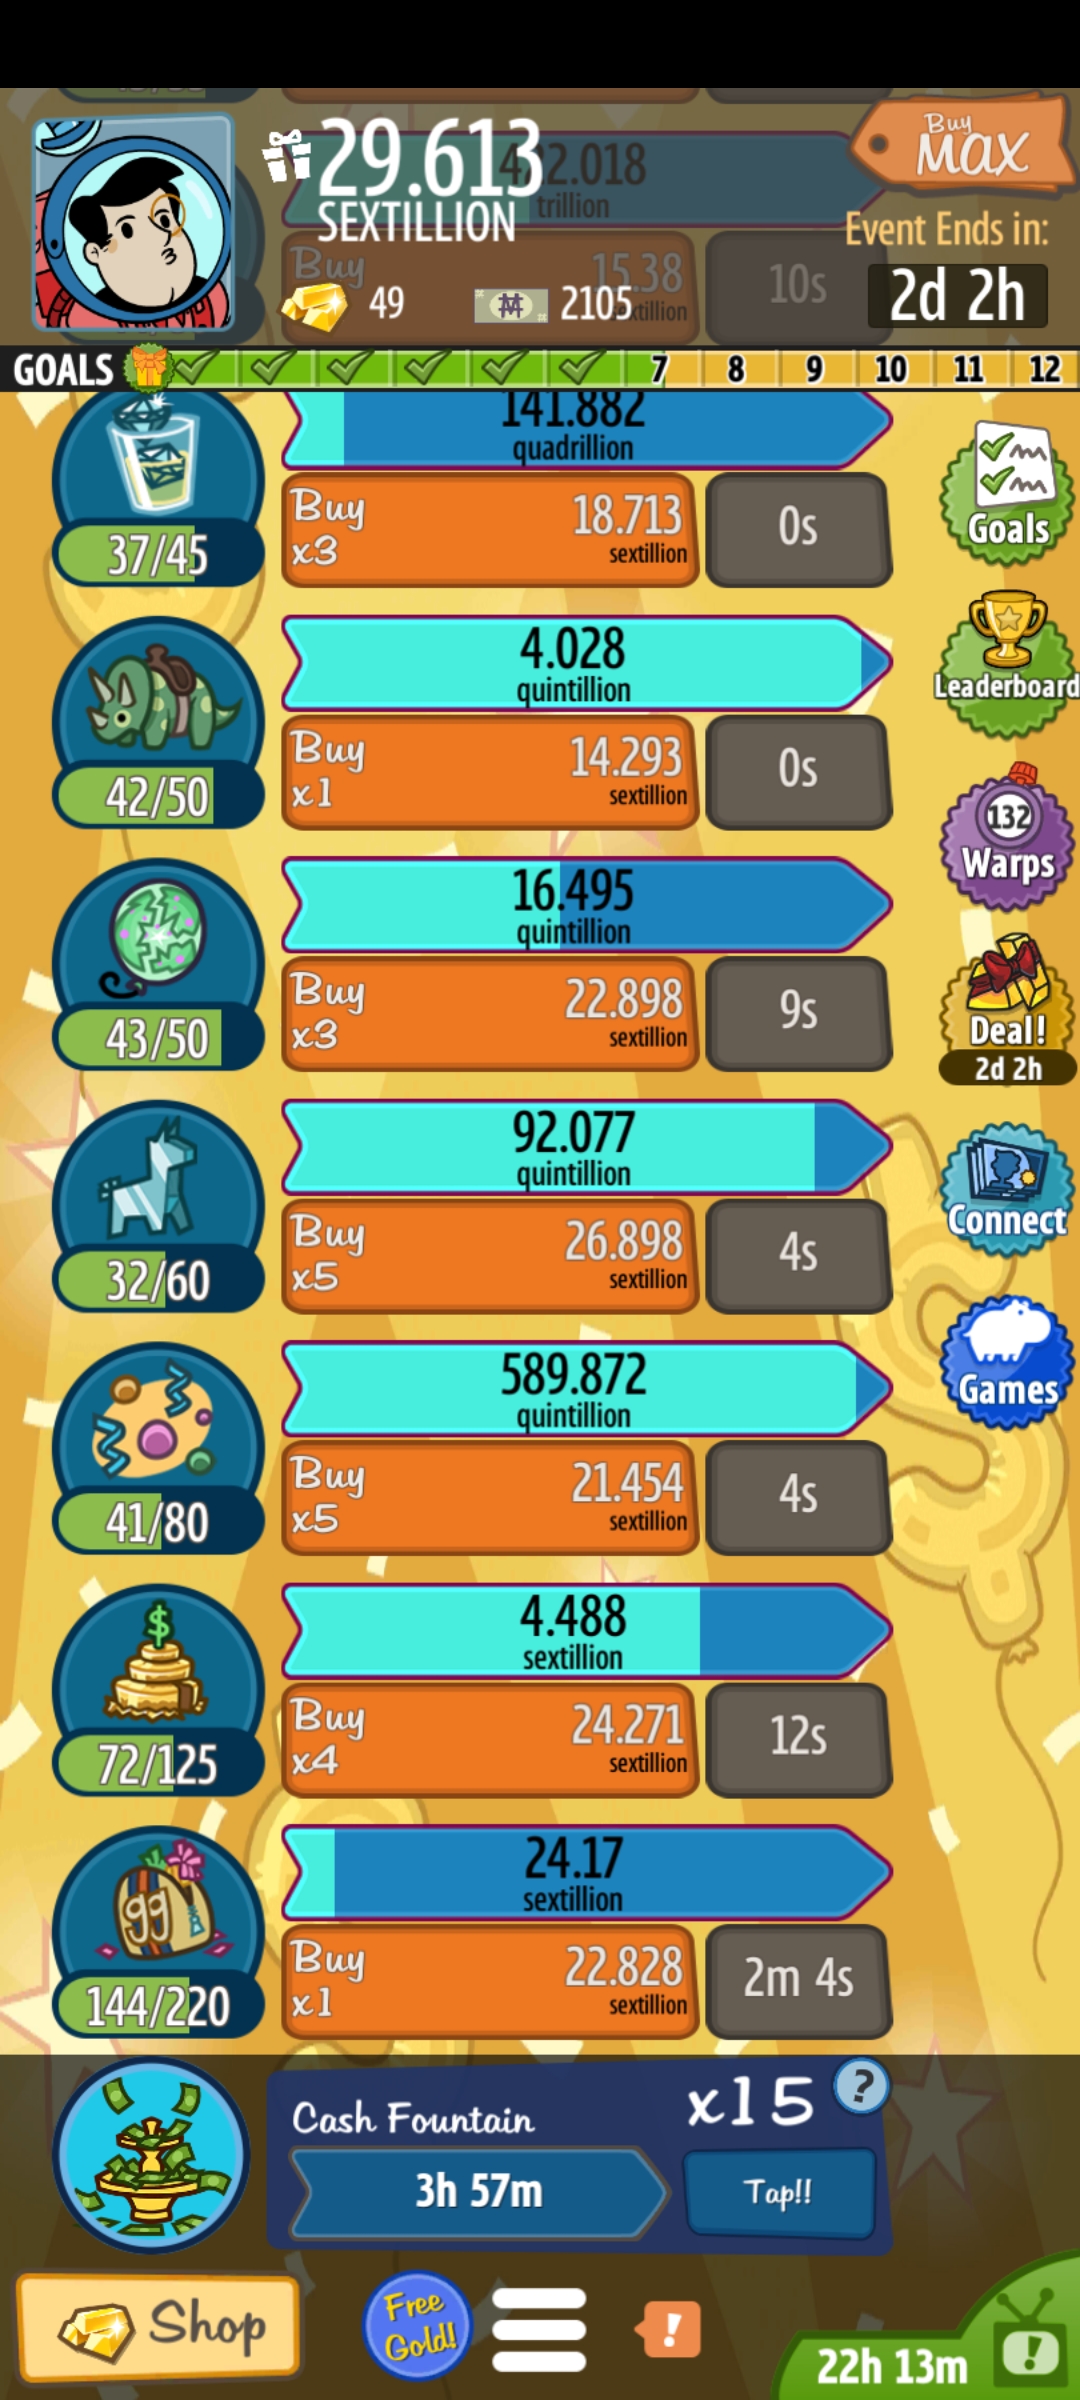 29.613
SEXTILLION
trillion
Buy
MAX
Event Ends in:
2d 2h
Buy
15.38
10s
49
2105
GOALS
7 8 9 10 11 12
141.882
quadrillion
Buy
x3
18.713
sextillion
0s
37/45
Goals
4.028
quintillion
Buy
x1
14.293
sextillion
0s
42/50
Leaderboard
16.495
quintillion
Buy
x3
22.898
sextillion
9s
43/50
132
Warps
Deal!
2d 2h
92.077
quintillion
Buy
x5
26.898
sextillion
4s
32/60
Connect
589.872
quintillion
Buy
x5
21.454
sextillion
4s
41/80
Games
$
4.488
sextillion
Buy
x4
24.271
sextillion
12s
72/125
gg
24.17
sextillion
Buy
x1
22.828
sextillion
2m 4s
144/220
Cash Fountain
x15
?
3h 57m
Tap!!
Shop
Free
Gold!
!
22h 13m
!